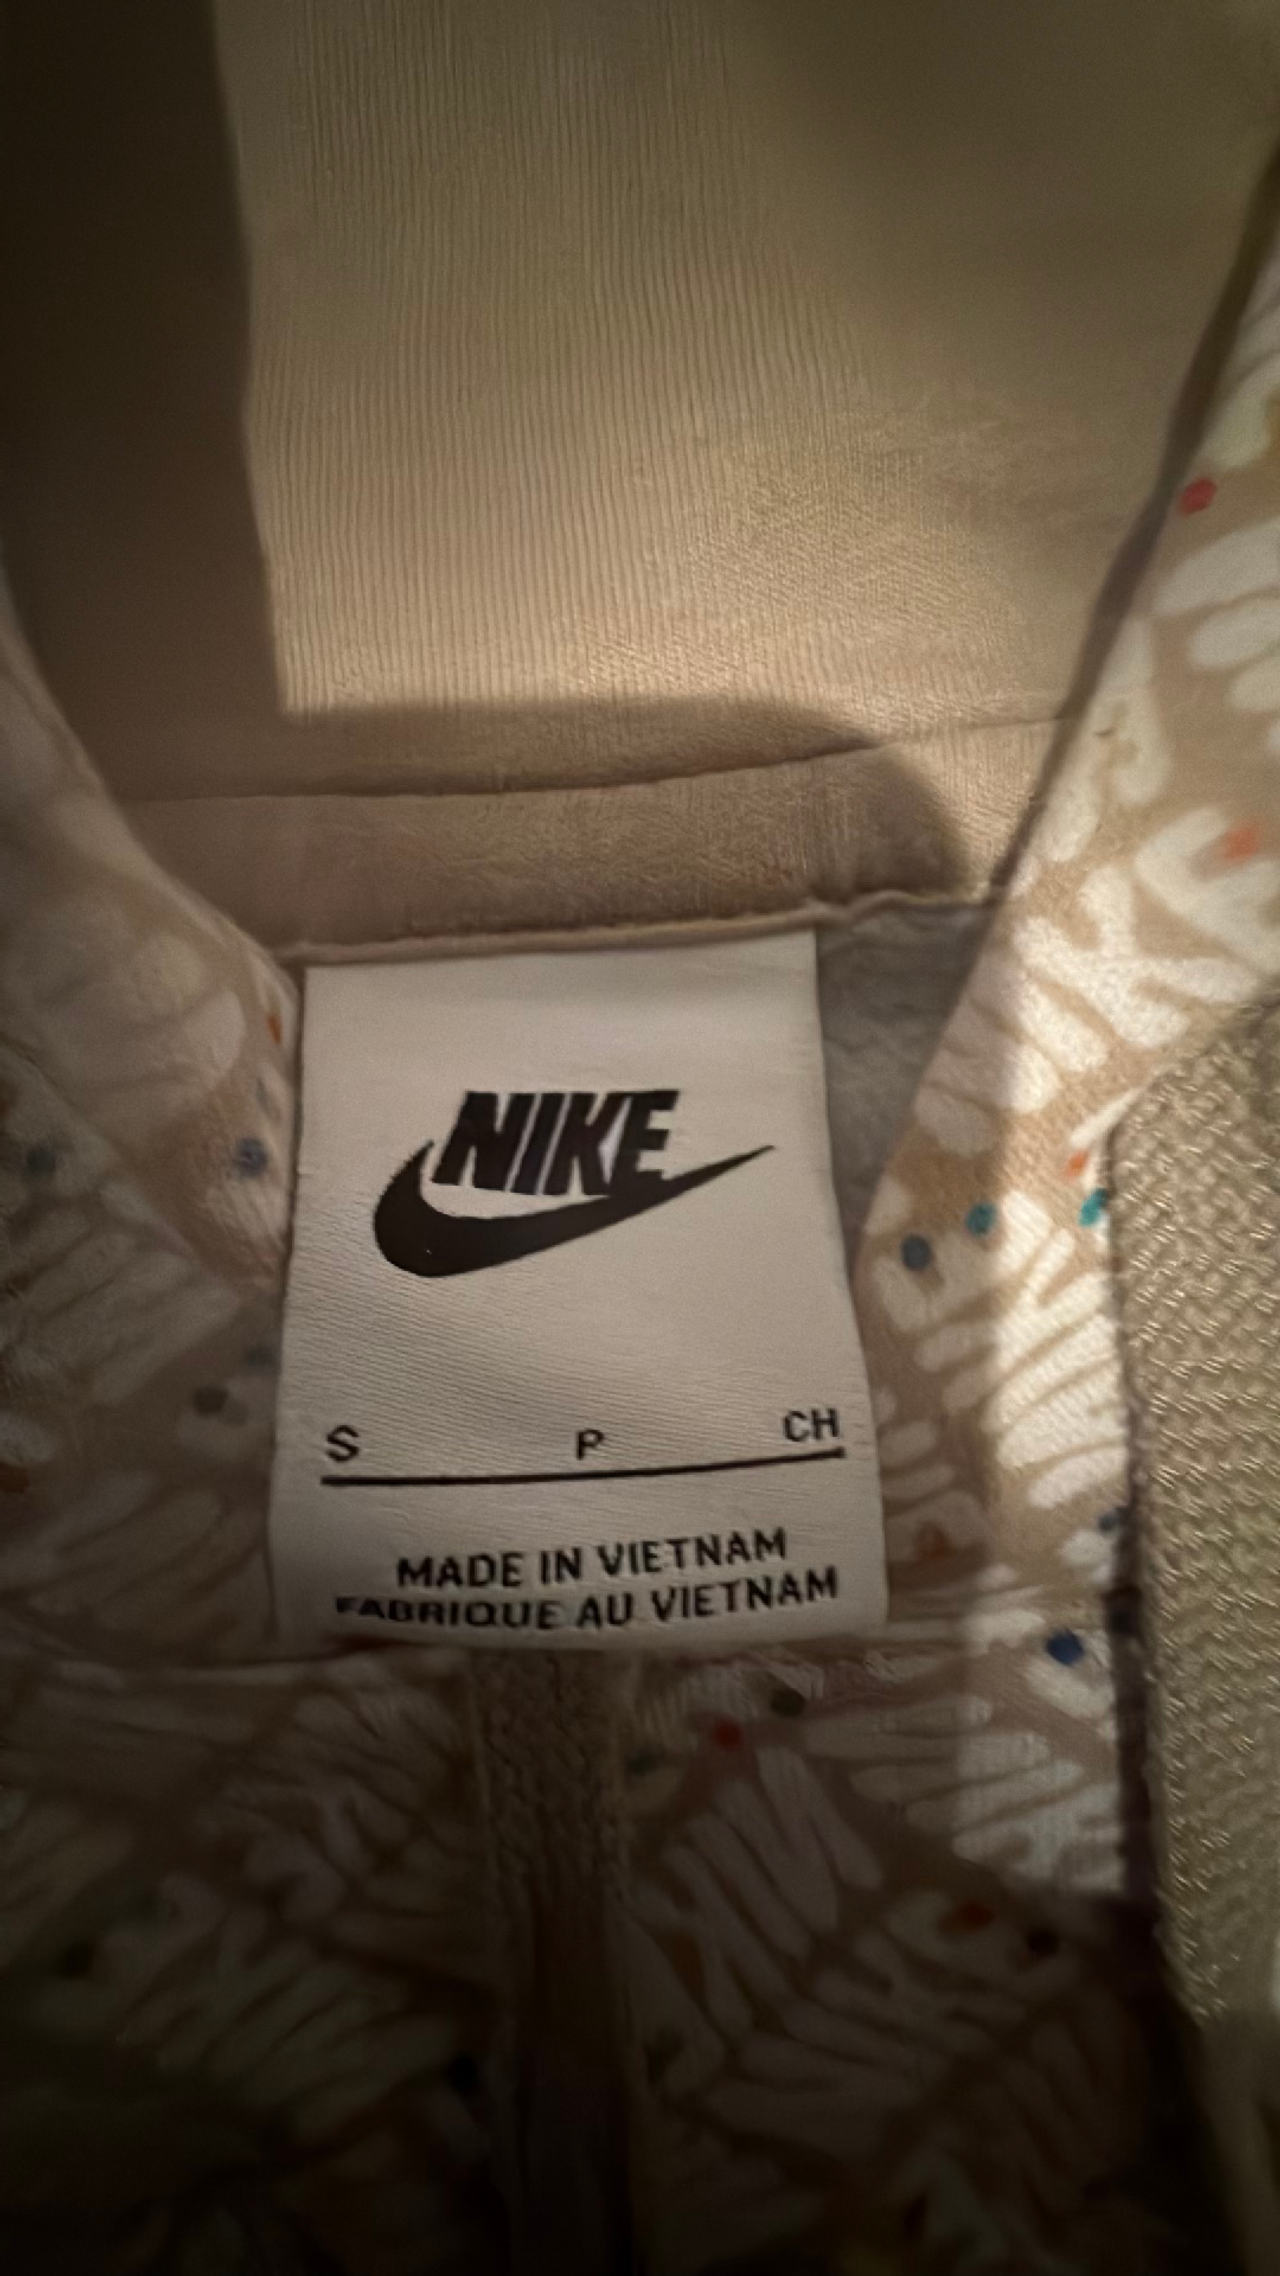 NIKE
S P CH
MADE IN VIETNAM
FABRIQUE AU VIETNAM